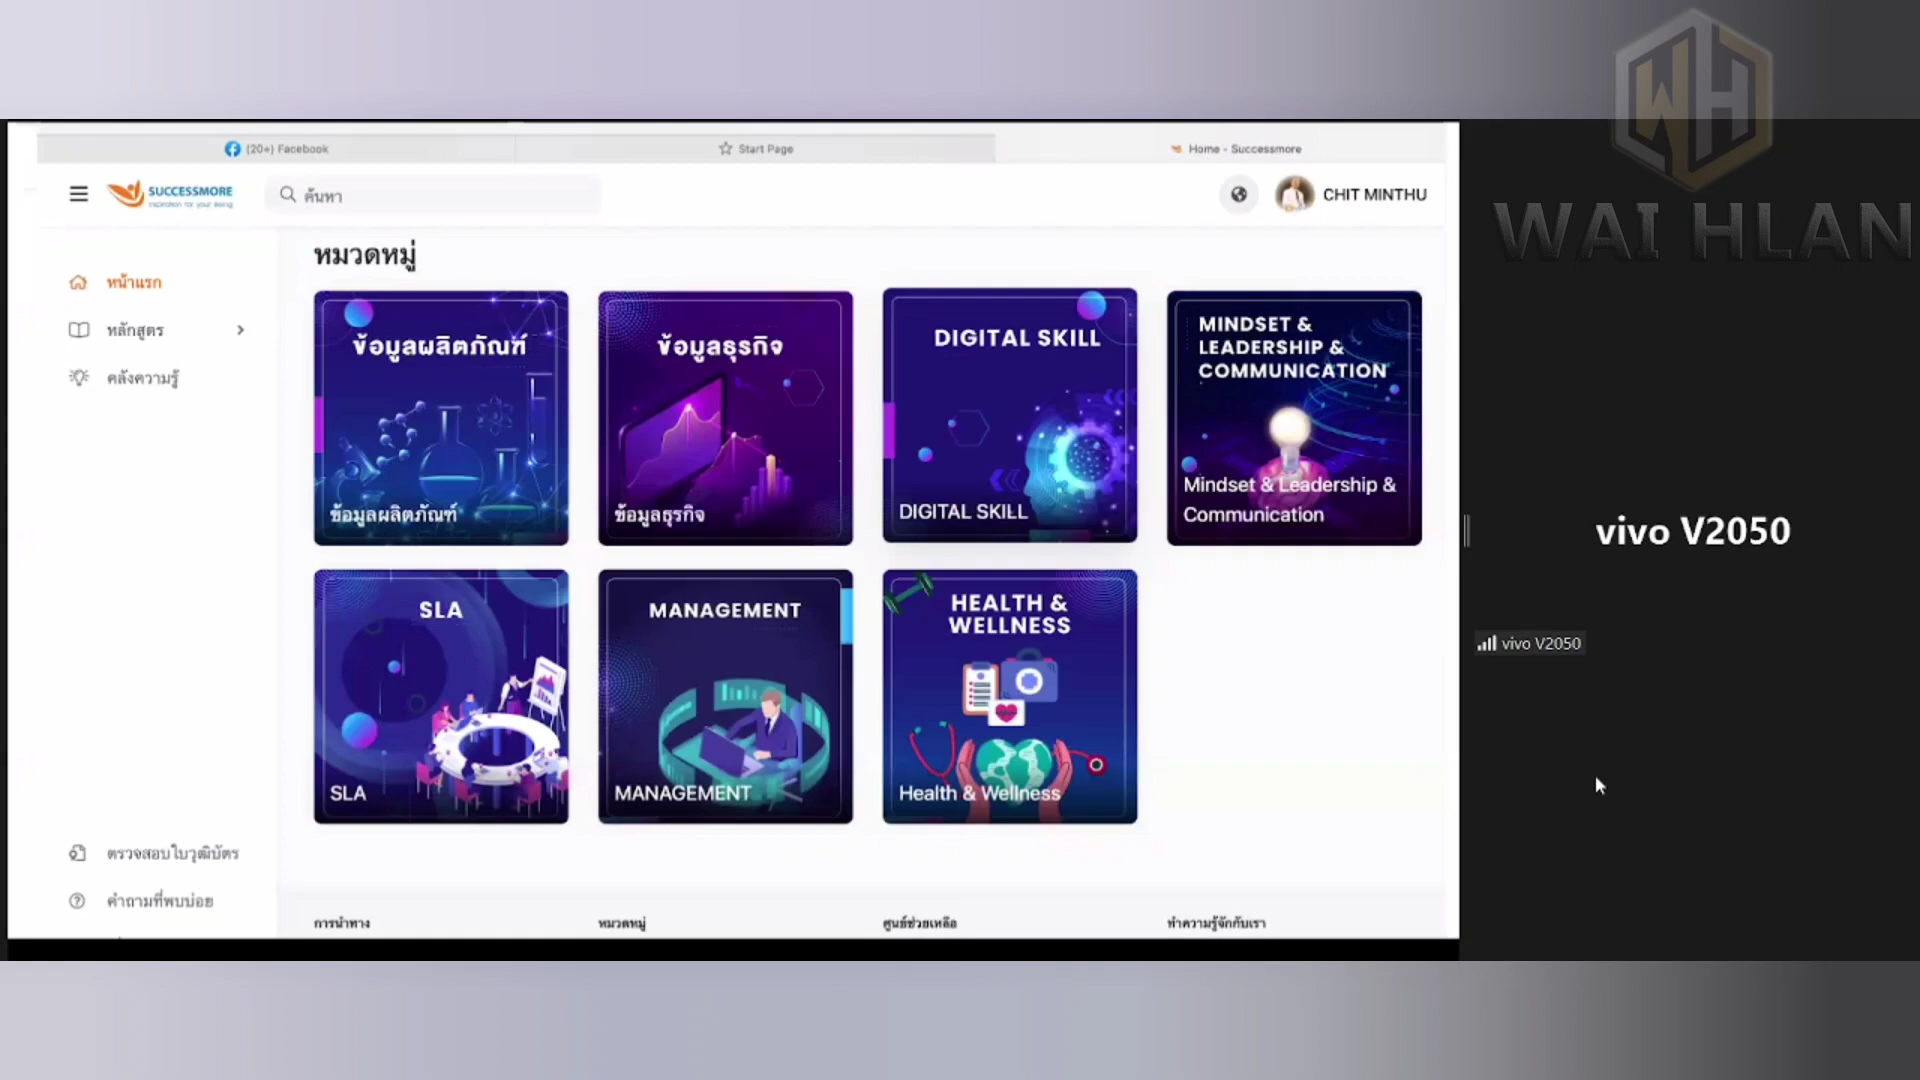 WAI HLAN
(20+) Facebook
Start Page
Home - Successmore
SUCCESSMORE
inspiration for your being
ค้นหา
CHIT MINTHU
หน้าแรก
หลักสูตร
คลังความรู้
ตรวจสอบใบวุฒิบัตร
คำถามที่พบบ่อย
หมวดหมู่
ข้อมูลผลิตภัณฑ์
ข้อมูลผลิตภัณฑ์
ข้อมูลธุรกิจ
ข้อมูลธุรกิจ
DIGITAL SKILL
DIGITAL SKILL
MINDSET &
LEADERSHIP &
COMMUNICATION
Mindset & Leadership &
Communication
SLA
SLA
MANAGEMENT
MANAGEMENT
HEALTH &
WELLNESS
Health & Wellness
การนำทาง
หมวดหมู่
ศูนย์ช่วยเหลือ
ทำความรู้จักกับเรา
vivo V2050
vivo V2050